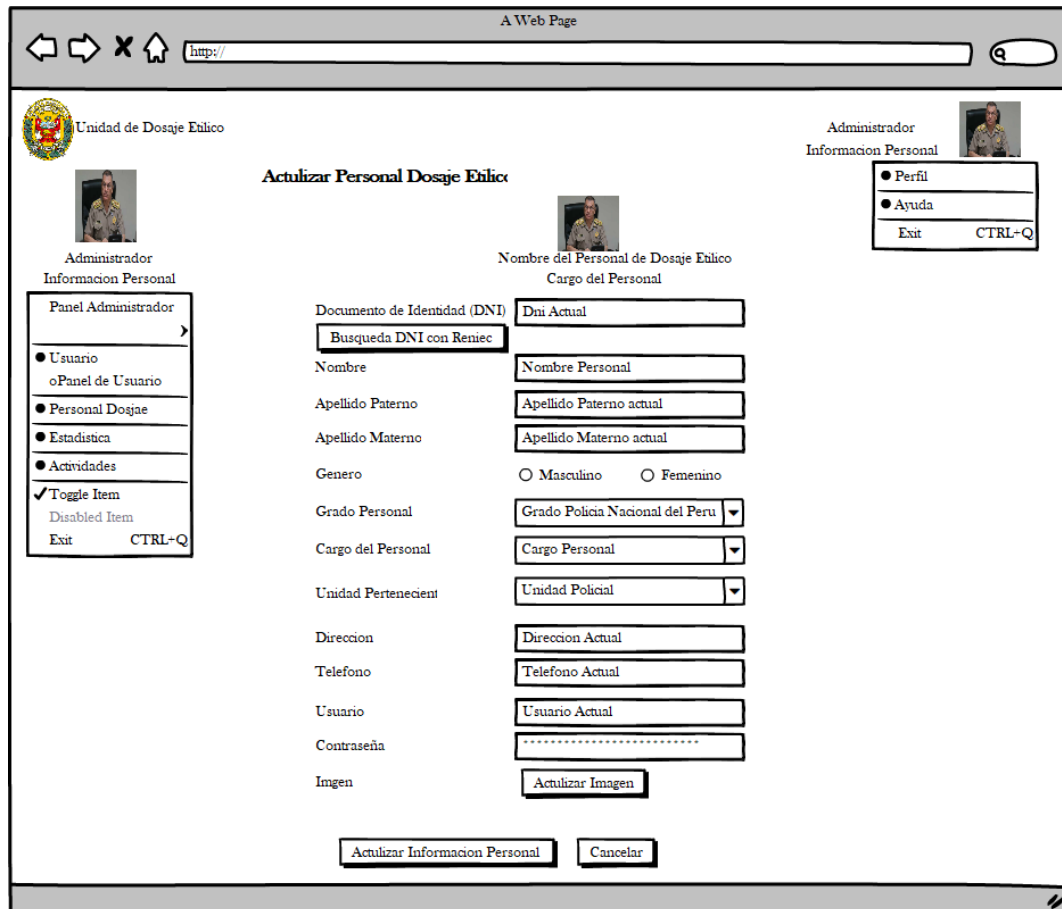 A Web Page
http://
Unidad de Dosaje Etilico
Administrador
Informacion Personal
Perfil
Ayuda
Exit CTRL+Q
Administrador
Informacion Personal
Panel Administrador
Usuario
oPanel de Usuario
Personal Dosjae
Estadistica
Actividades
Toggle Item
Disabled Item
Exit CTRL+Q
Actulizar Personal Dosaje Etilico
Nombre del Personal de Dosaje Etilico
Cargo del Personal
Documento de Identidad (DNI) Dni Actual
Busqueda DNI con Reniec
Nombre Nombre Personal
Apellido Paterno Apellido Paterno actual
Apellido Materno Apellido Materno actual
Genero Masculino Femenino
Grado Personal Grado Policia Nacional del Peru
Cargo del Personal Cargo Personal
Unidad Pertenecient Unidad Policial
Direccion Direccion Actual
Telefono Telefono Actual
Usuario Usuario Actual
Contraseña *************************
Imgen Actulizar Imagen
Actulizar Informacion Personal Cancelar